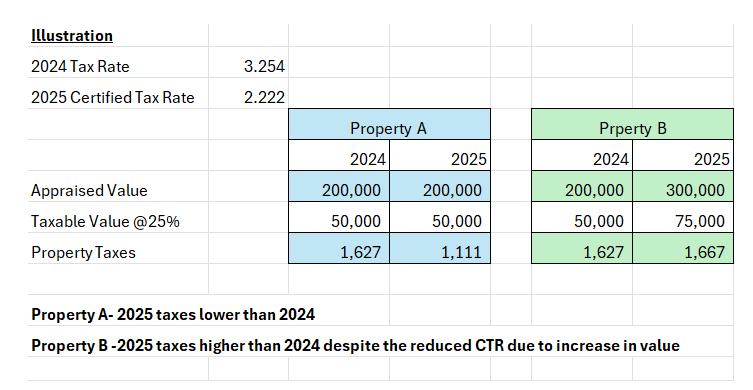 Illustration
2024 Tax Rate 3.254
2025 Certified Tax Rate 2.222
Property A Prperty B
2024 2025 2024 2025
Appraised Value 200,000 200,000 200,000 300,000
Taxable Value @25% 50,000 50,000 50,000 75,000
Property Taxes 1,627 1,111 1,627 1,667
Property A- 2025 taxes lower than 2024
Property B -2025 taxes higher than 2024 despite the reduced CTR due to increase in value